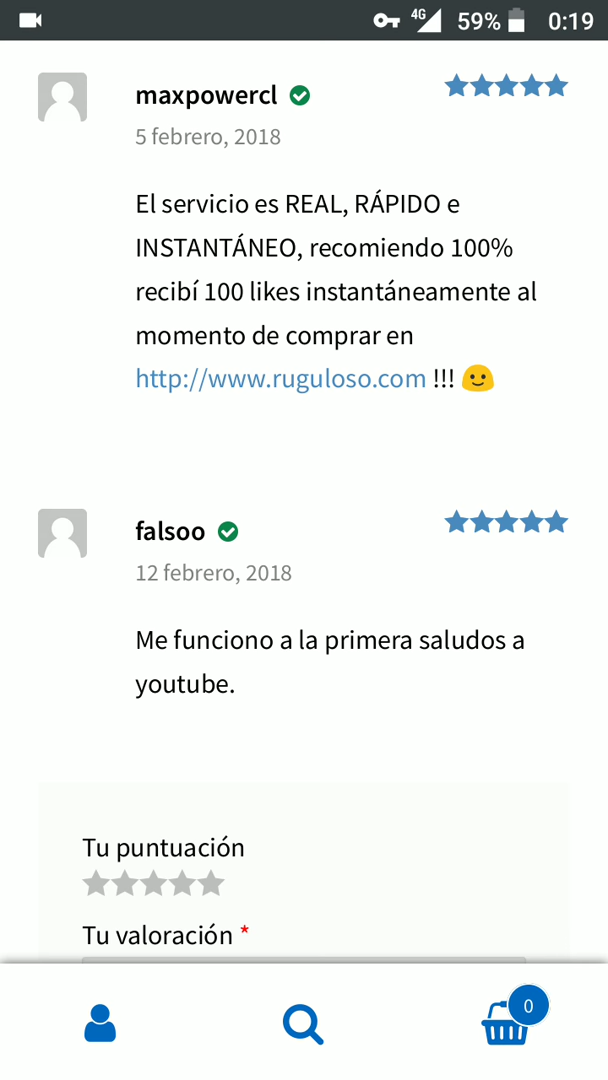 4G 59% 0:19
maxpowercl
5 febrero, 2018
El servicio es REAL, RÁPIDO e
INSTANTÁNEO, recomiendo 100%
recibí 100 likes instantáneamente al
momento de comprar en
http://www.ruguloso.com !!! 🙂
falsoo
12 febrero, 2018
Me funciono a la primera saludos a
youtube.
Tu puntuación
Tu valoración *
0